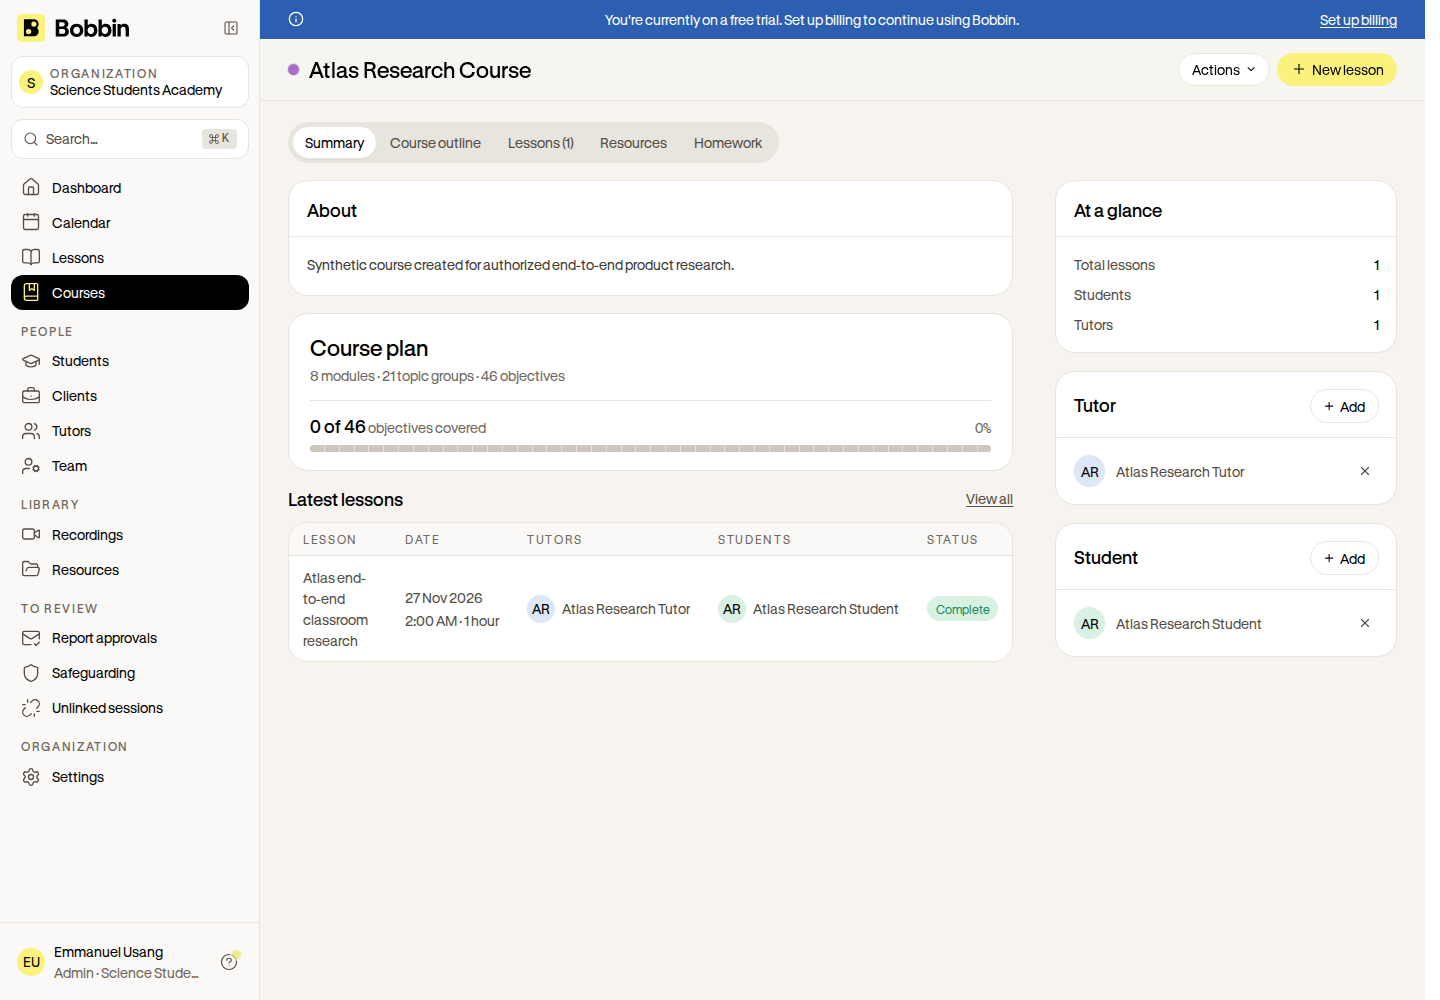 Bobbin
ORGANIZATION
S
Science Students Academy
Search...
⌘ K
Dashboard
Calendar
Lessons
Courses
PEOPLE
Students
Clients
Tutors
Team
LIBRARY
Recordings
Resources
TO REVIEW
Report approvals
Safeguarding
Unlinked sessions
ORGANIZATION
Settings
EU
Emmanuel Usang
Admin · Science Stude...
You're currently on a free trial. Set up billing to continue using Bobbin.
Set up billing
Atlas Research Course
Actions
+ New lesson
Summary
Course outline
Lessons (1)
Resources
Homework
About
Synthetic course created for authorized end-to-end product research.
Course plan
8 modules · 21 topic groups · 46 objectives
0 of 46 objectives covered
0%
Latest lessons
View all
LESSON DATE TUTORS STUDENTS STATUS
Atlas end-
to-end
classroom
research
27 Nov 2026
2:00 AM · 1 hour
AR Atlas Research Tutor
AR Atlas Research Student
Complete
At a glance
Total lessons 1
Students 1
Tutors 1
Tutor
+ Add
AR Atlas Research Tutor
Student
+ Add
AR Atlas Research Student